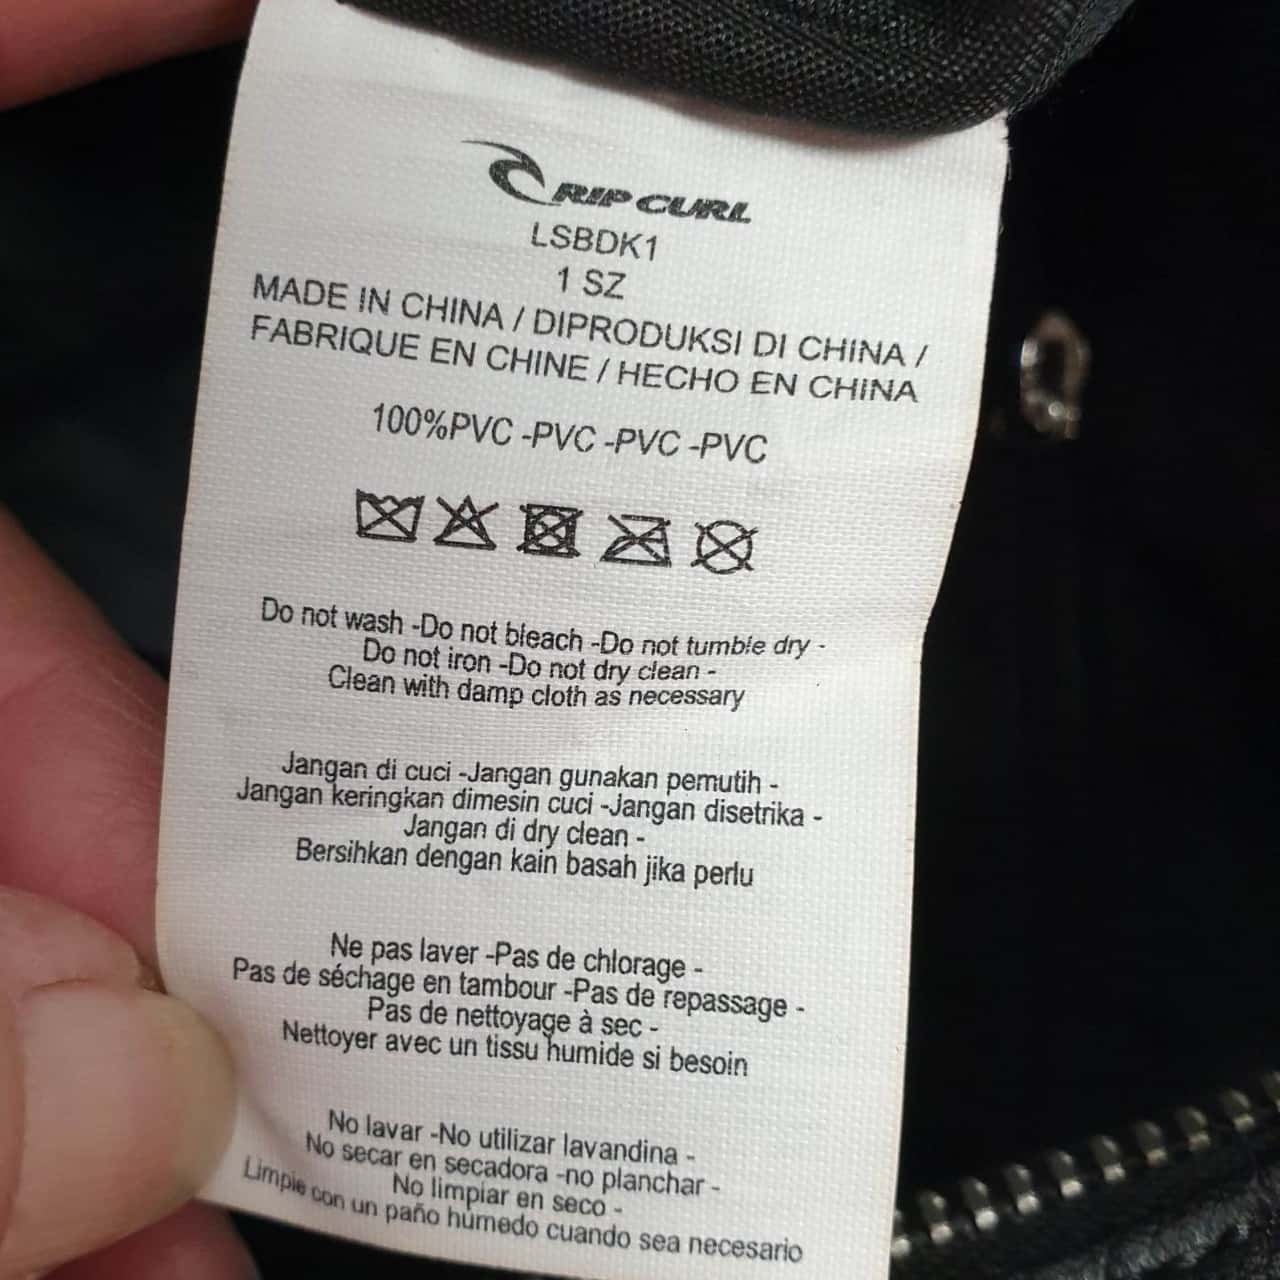 RIP CURL
LSBDK1
1 SZ
MADE IN CHINA / DIPRODUKSI DI CHINA /
FABRIQUE EN CHINE / HECHO EN CHINA
100%PVC -PVC -PVC -PVC
Do not wash -Do not bleach -Do not tumble dry -
Do not iron -Do not dry clean -
Clean with damp cloth as necessary
Jangan di cuci -Jangan gunakan pemutih -
Jangan keringkan dimesin cuci -Jangan disetrika -
Jangan di dry clean -
Bersihkan dengan kain basah jika perlu
Ne pas laver -Pas de chlorage -
Pas de séchage en tambour -Pas de repassage -
Pas de nettoyage à sec -
Nettoyer avec un tissu humide si besoin
No lavar -No utilizar lavandina -
No secar en secadora -no planchar -
No limpiar en seco -
Limpie con un paño húmedo cuando sea necesario